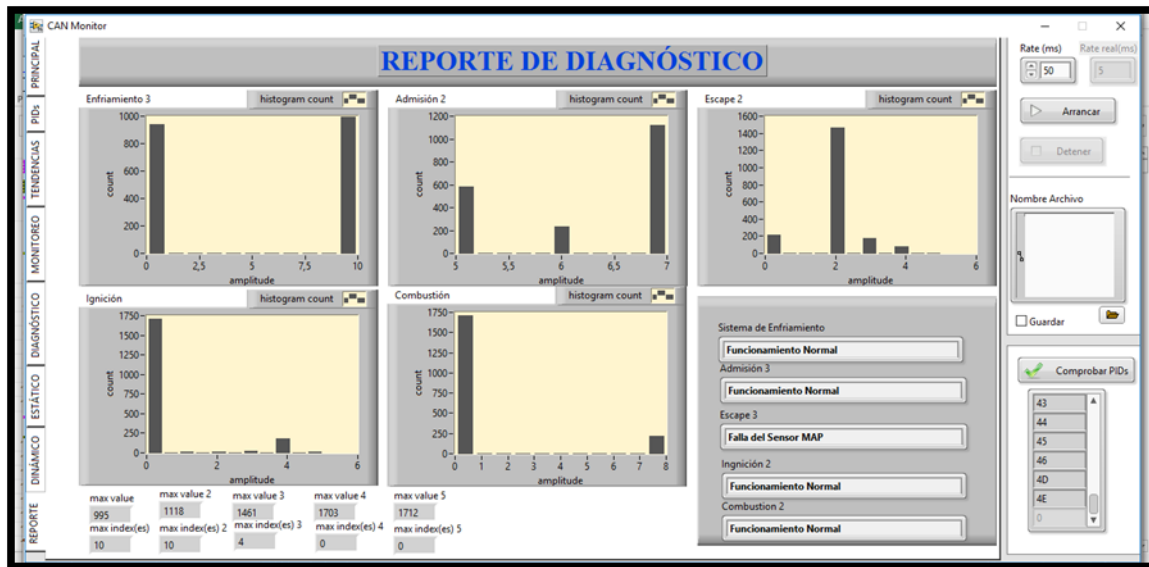 CAN Monitor
PRINCIPAL
PIDs
TENDENCIAS
MONITOREO
DIAGNÓSTICO
ESTÁTICO
DINÁMICO
REPORTE
REPORTE DE DIAGNÓSTICO
Enfriamiento 3
histogram count
1000
800
600
400
200
0
count
0 2,5 5 7,5 10
amplitude
Admisión 2
histogram count
1200
1000
800
600
400
200
0
count
5 5,5 6 6,5 7
amplitude
Escape 2
histogram count
1600
1400
1200
1000
800
600
400
200
0
count
0 2 4 6
amplitude
Ignición
histogram count
1750
1500
1250
1000
750
500
250
0
count
0 2 4 6
amplitude
Combustión
histogram count
1750
1500
1250
1000
750
500
250
0
count
0 1 2 3 4 5 6 7 8
amplitude
Sistema de Enfriamiento
Funcionamiento Normal
Admisión 3
Funcionamiento Normal
Escape 3
Falla del Sensor MAP
Ingnición 2
Funcionamiento Normal
Combustion 2
Funcionamiento Normal
max value max value 2 max value 3 max value 4 max value 5
995 1118 1461 1703 1712
max index(es) max index(es) 2 max index(es) 3 max index(es) 4 max index(es) 5
10 10 4 0 0
Rate (ms) Rate real(ms)
50 5
Arrancar
Detener
Nombre Archivo
Guardar
Comprobar PIDs
43
44
45
46
4D
4E
0